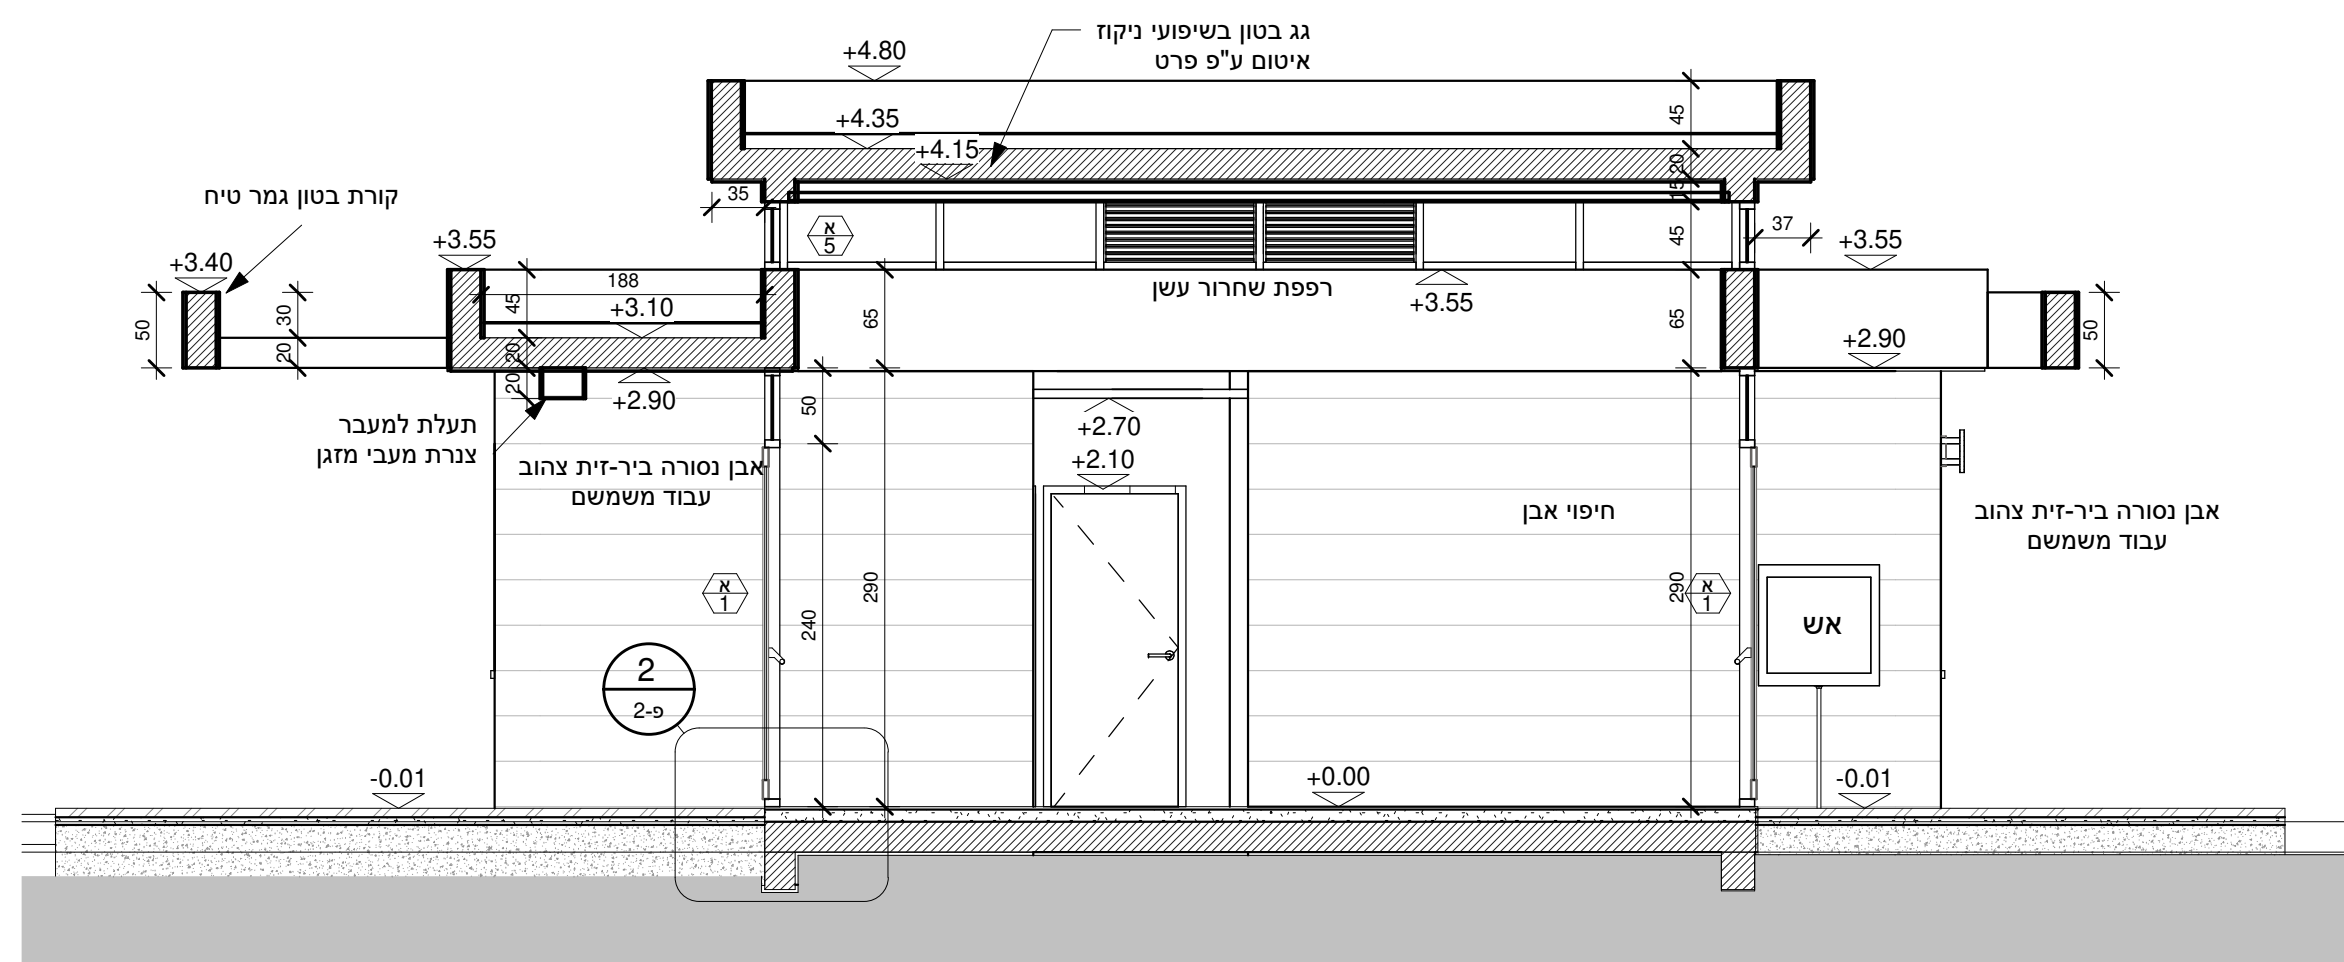 גג בטון בשיפועי ניקוז
איטום ע"פ פרט
+4.80
+4.35
+4.15
45
20
15
35
קורת בטון גמר טיח
+3.40
+3.55
א
5
45
37
+3.55
188
45
+3.10
65
רפפת שחרור עשן
+3.55
65
50
30
20
20
20
+2.90
+2.90
50
תעלת למעבר
צנרת מעבי מזגן
50
+2.70
+2.10
אבן נסורה ביר-זית צהוב
עבוד משמשם
חיפוי אבן
אבן נסורה ביר-זית צהוב
עבוד משמשם
א
1
240
290
290
א
1
אש
2
פ-2
-0.01
+0.00
-0.01